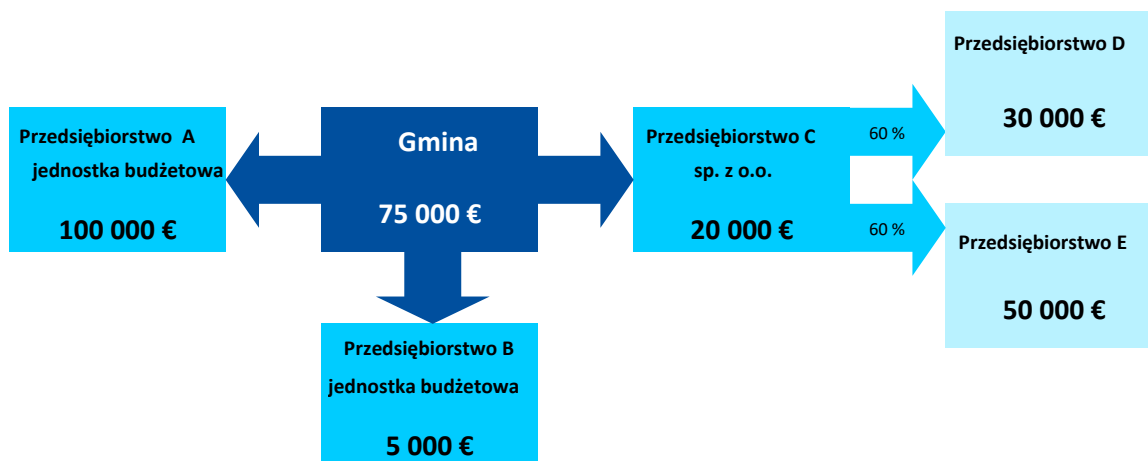 Przedsiębiorstwo A
jednostka budżetowa
100 000 €
Gmina
75 000 €
Przedsiębiorstwo B
jednostka budżetowa
5 000 €
Przedsiębiorstwo C
sp. z o.o.
20 000 €
60 %
60 %
Przedsiębiorstwo D
30 000 €
Przedsiębiorstwo E
50 000 €